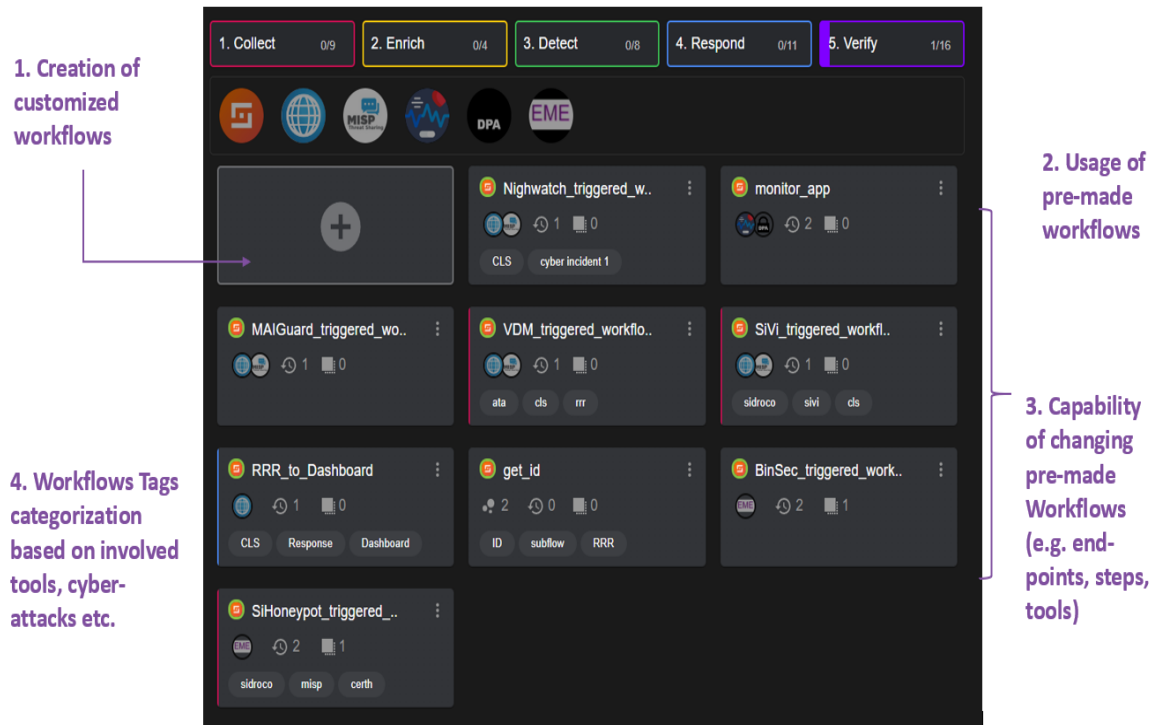 1. Collect 0/9 2. Enrich 0/4 3. Detect 0/8 4. Respond 0/11 5. Verify 1/16
1. Creation of
customized
workflows
MISP
Threat Sharing
DPA
EME
2. Usage of
pre-made
workflows
Nighwatch_triggered_w..
1 0
CLS cyber incident 1
monitor_app
DPA
2 0
MAIGuard_triggered_wo..
1 0
VDM_triggered_workflo..
1 0
ata cls rrr
SiVi_triggered_workfl..
1 0
sidroco sivi cls
3. Capability
of changing
pre-made
Workflows
(e.g. end-
points, steps,
tools)
4. Workflows Tags
categorization
based on involved
tools, cyber-
attacks etc.
RRR_to_Dashboard
1 0
CLS Response Dashboard
get_id
2 0 0
ID subflow RRR
BinSec_triggered_work..
EME 2 1
SiHoneypot_triggered_..
EME 2 1
sidroco misp certh